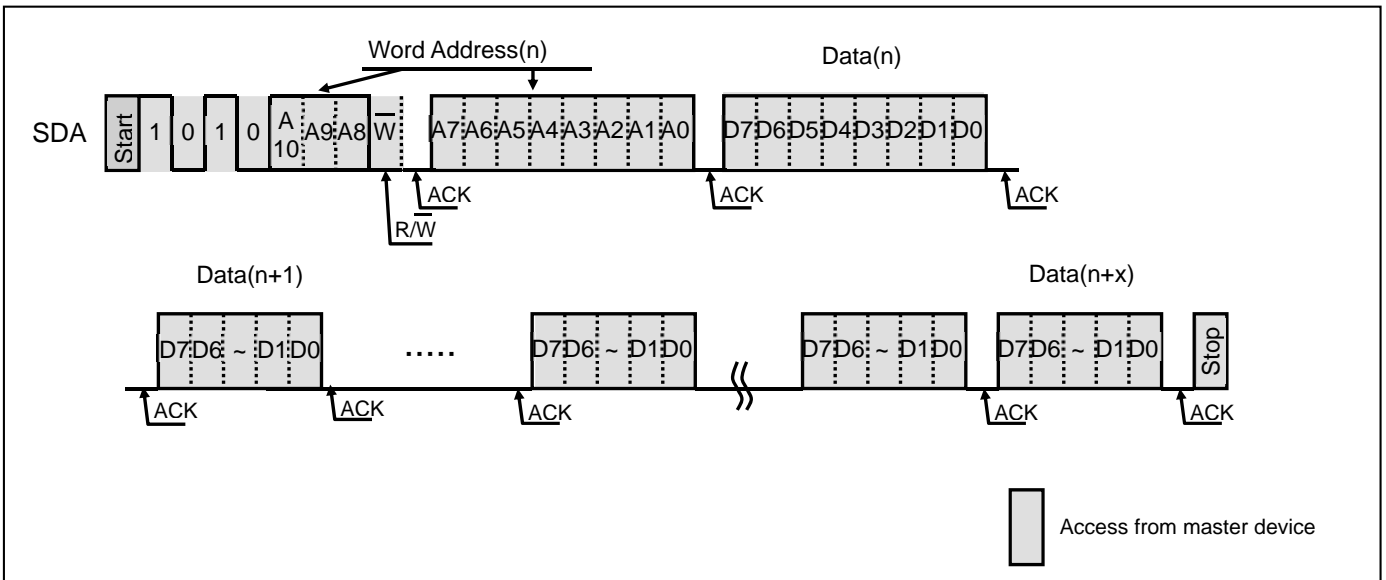 Word Address(n) Data(n)
SDA Start 1 0 1 0 A10 A9 A8 W A7 A6 A5 A4 A3 A2 A1 A0 D7 D6 D5 D4 D3 D2 D1 D0
ACK ACK ACK
R/W
Data(n+1) Data(n+x)
D7 D6 ~ D1 D0 ..... D7 D6 ~ D1 D0 D7 D6 ~ D1 D0 D7 D6 ~ D1 D0 Stop
ACK ACK ACK ACK ACK
Access from master device